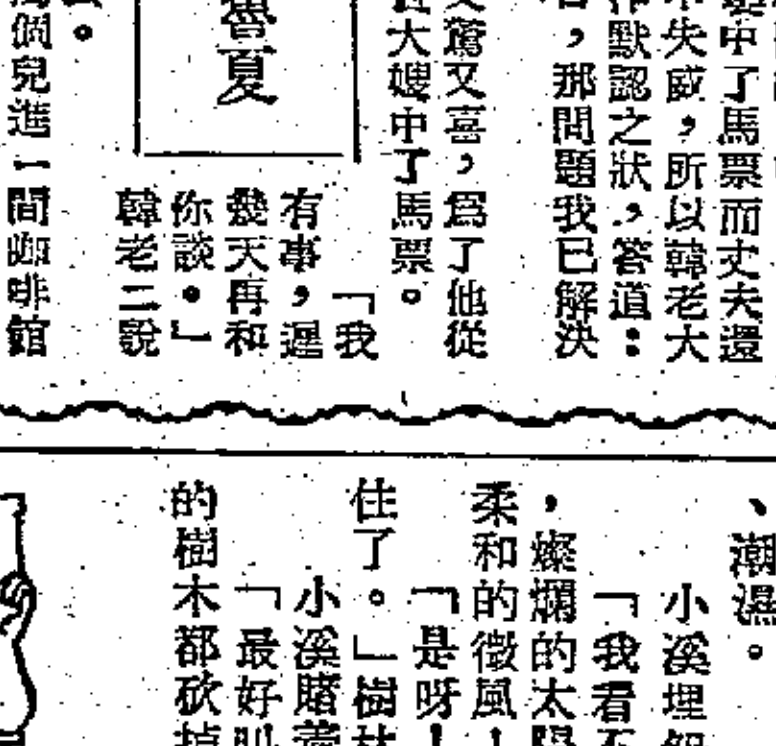 中了馬票而丈夫還
失威，所以韓老大
默認之狀，答道：
，那問題我已解決
驚又喜，爲了他從
大嫂中了馬票。
「我
有事，遲
幾天再和
你談。」
韓老二說
魯夏
。
個兒進一間咖啡館
、潮濕。
小溪埋
「我看不
，燦爛的太陽
柔和的微風！
「是呀！
住了。」樹林
小溪賭
「最好
的樹木都砍掉